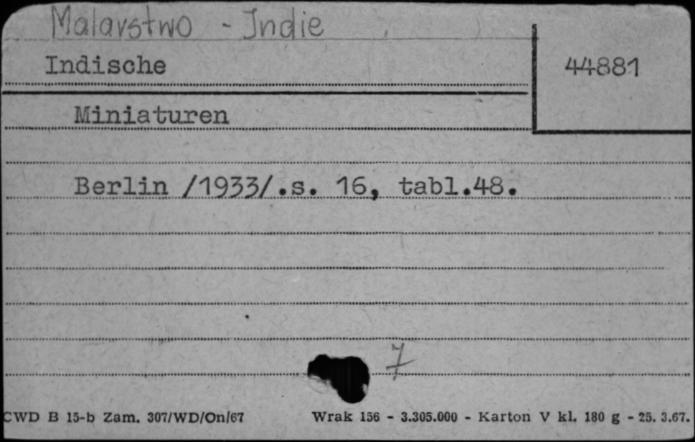 Malarstwo - Indie
Indische
44881
Miniaturen
Berlin /1933/.s. 16, tabl.48.
7
CWD B 15-b Zam. 307/WD/On/67 Wrak 156 - 3.305.000 - Karton V kl. 180 g - 25. 3.67.